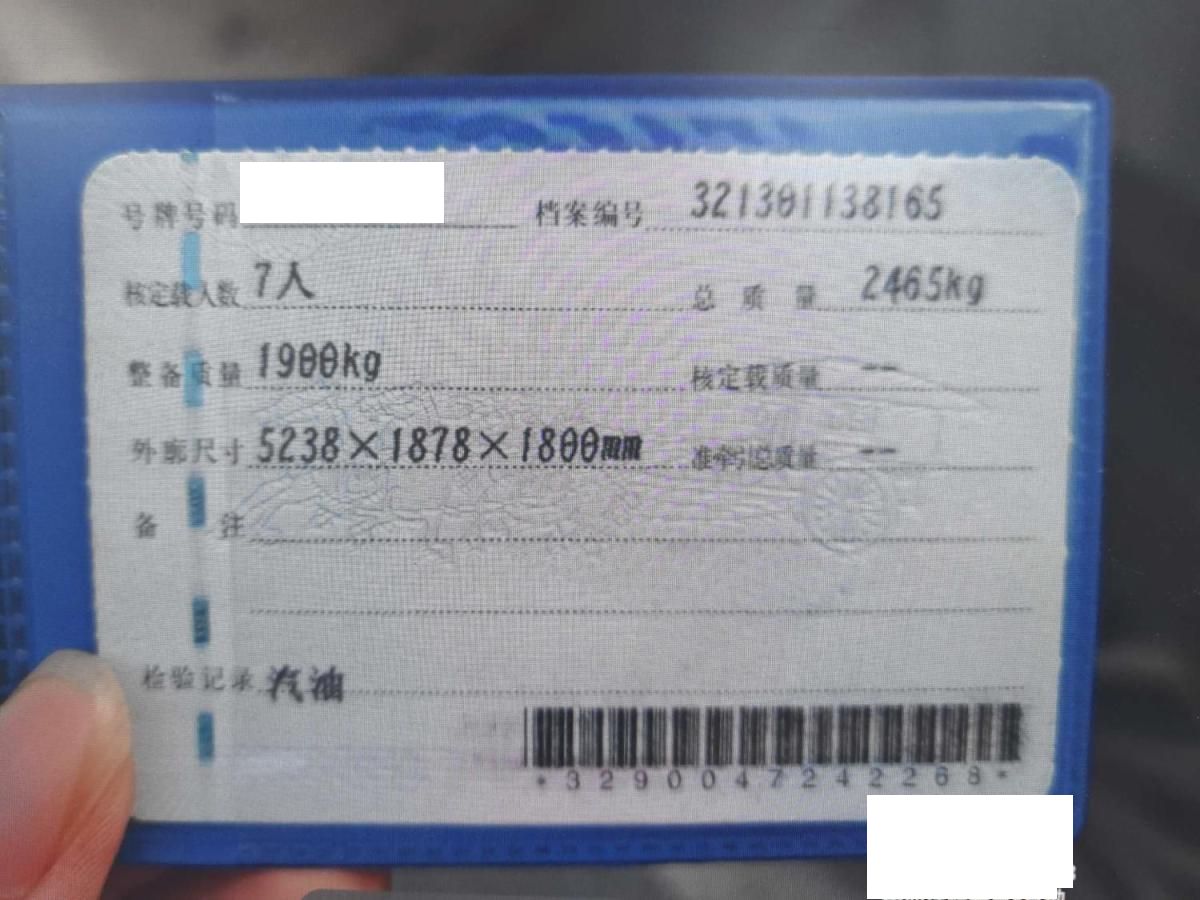 号牌号码 档案编号 321301138165
核定载人数 7人 总质量 2465kg
整备质量 1900kg 核定载质量 --
外廓尺寸 5238×1878×1800mm 准牵引总质量 --
备注
检验记录 汽油
*3290047242268*